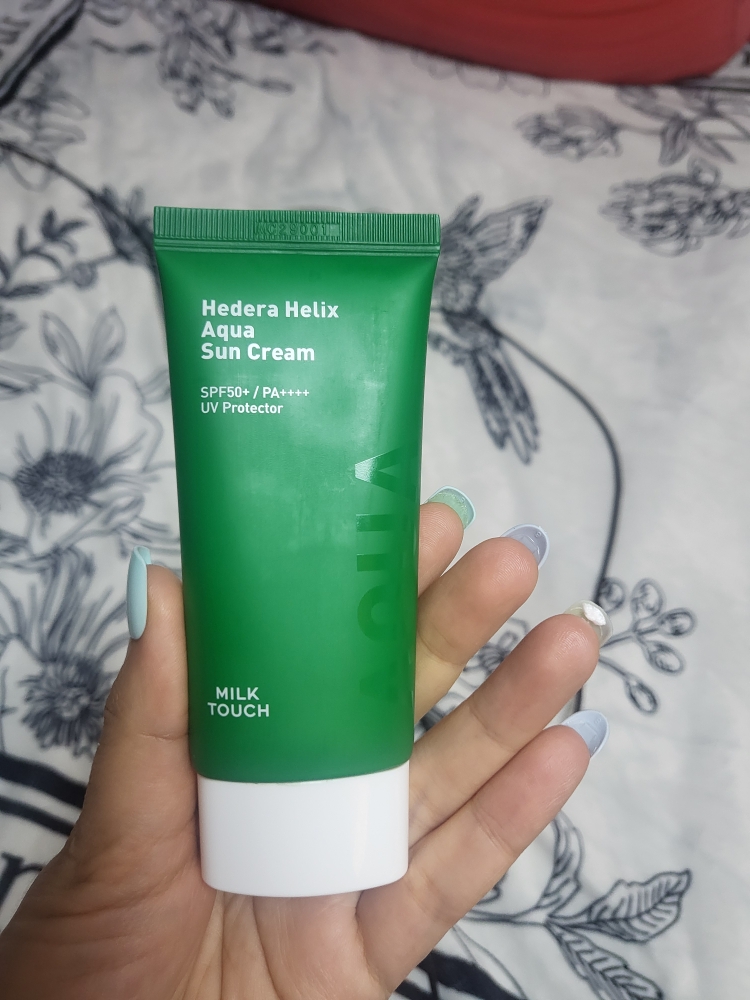 Hedera Helix
Aqua
Sun Cream
SPF50+ / PA++++
UV Protector
MILK
TOUCH